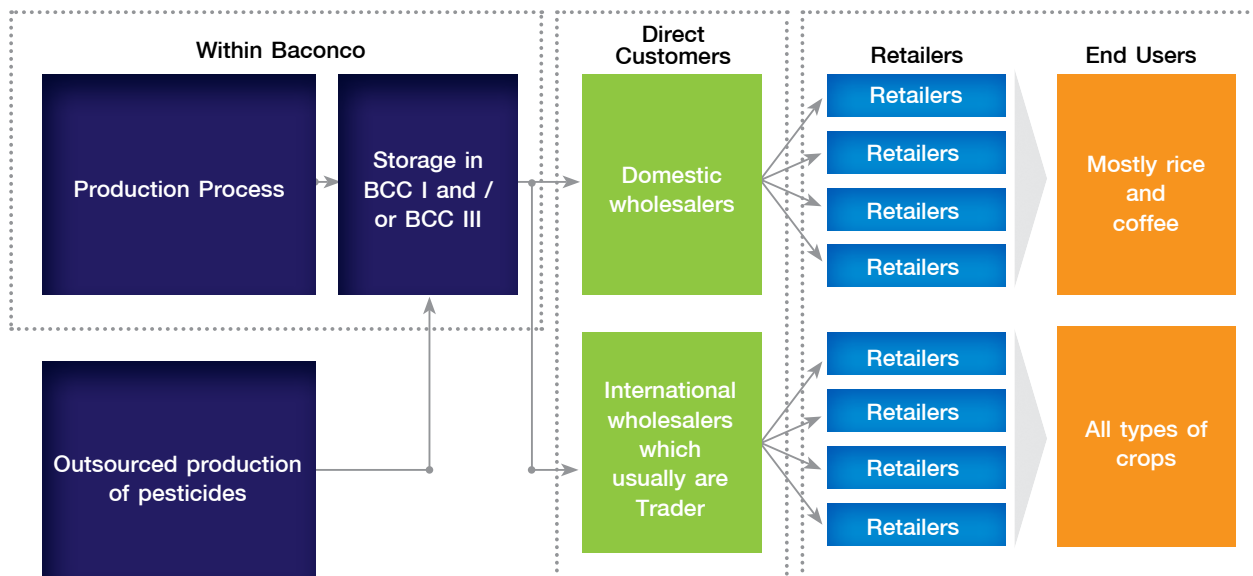 Within Baconco
Production Process
Storage in
BCC I and /
or BCC III
Outsourced production
of pesticides
Direct
Customers
Domestic
wholesalers
International
wholesalers
which
usually are
Trader
Retailers
Retailers
Retailers
Retailers
Retailers
Retailers
Retailers
Retailers
Retailers
End Users
Mostly rice
and
coffee
All types of
crops